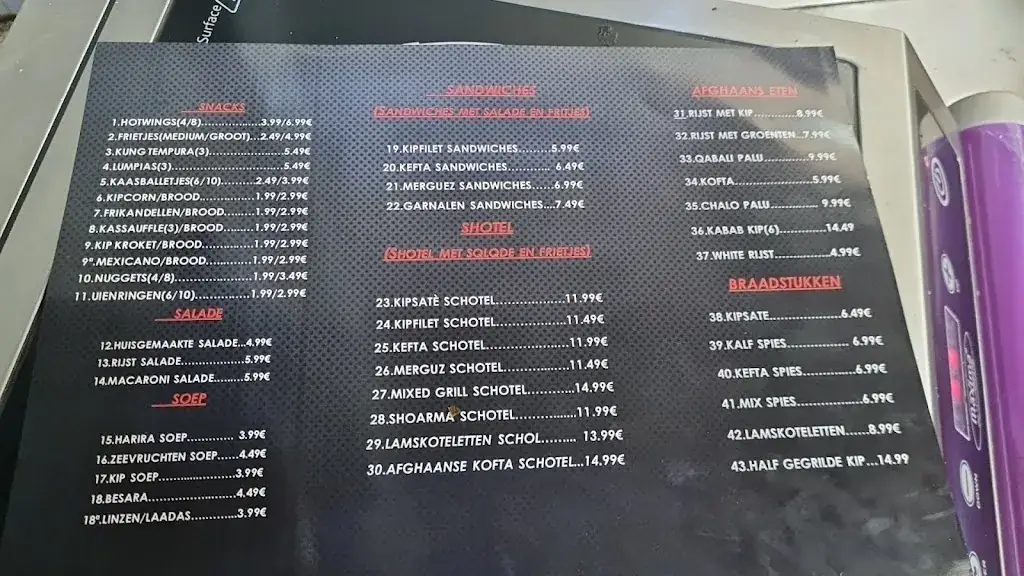 Surface
SNACKS
1.HOTWINGS(4/8)................3.99/6.99€
2.FRIETJES(MEDIUM/GROOT)...2.49/4.99€
3.KUNG TEMPURA(3).......................5.49€
4.LUMPIAS(3)..............................5.49€
5.KAASBALLETJES(6/10).........2.49/3.99€
6.KIPCORN/BROOD..............1.99/2.99€
7.FRIKANDELLEN/BROOD.....1.99/2.99€
8.KASSAUFFLE(3)/BROOD.....1.99/2.99€
9.KIP KROKET/BROOD...........1.99/2.99€
9ª.MEXICANO/BROOD..........1.99/2.99€
10.NUGGETS(4/8)...................1.99/3.49€
11.UIENRINGEN(6/10)..............1.99/2.99€
SALADE
12.HUISGEMAAKTE SALADE...4.99€
13.RIJST SALADE................5.99€
14.MACARONI SALADE.......5.99€
SOEP
15.HARIRA SOEP............ 3.99€
16.ZEEVRUCHTEN SOEP.....4.49€
17.KIP SOEP....................3.99€
18.BESARA......................4.49€
18ª.LINZEN/LAADAS............3.99€
SANDWICHES
(SANDWICHES MET SALADE EN FRITJES)
19.KIPFILET SANDWICHES........5.99€
20.KEFTA SANDWICHES........... 6.49€
21.MERGUEZ SANDWICHES......6.99€
22.GARNALEN SANDWICHES...7.49€
SHOTEL
(SHOTEL MET SQLQDE EN FRIETJES)
23.KIPSATÈ SCHOTEL.................11.99€
24.KIPFILET SCHOTEL.................11.49€
25.KEFTA SCHOTEL....................11.99€
26.MERGUZ SCHOTEL................11.49€
27.MIXED GRILL SCHOTEL..........14.99€
28.SHOARMA SCHOTEL.............11.99€
29.LAMSKOTELETTEN SCHOL........ 13.99€
30.AFGHAANSE KOFTA SCHOTEL...14.99€
AFGHAANS ETEN
31.RIJST MET KIP...........8.99€
32.RIJST MET GROENTEN..7.99€
33.QABALI PALU...........9.99€
34.KOFTA....................5.99€
35.CHALO PALU............ 9.99€
36.KABAB KIP(6)............14.49
37.WHITE RIJST...............4.99€
BRAADSTUKKEN
38.KIPSATE..................6.49€
39.KALF SPIES............... 6.99€
40.KEFTA SPIES..............6.99€
41.MIX SPIES.................6.99€
42.LAMSKOTELETTEN......8.99€
43.HALF GEGRILDE KIP...14.99